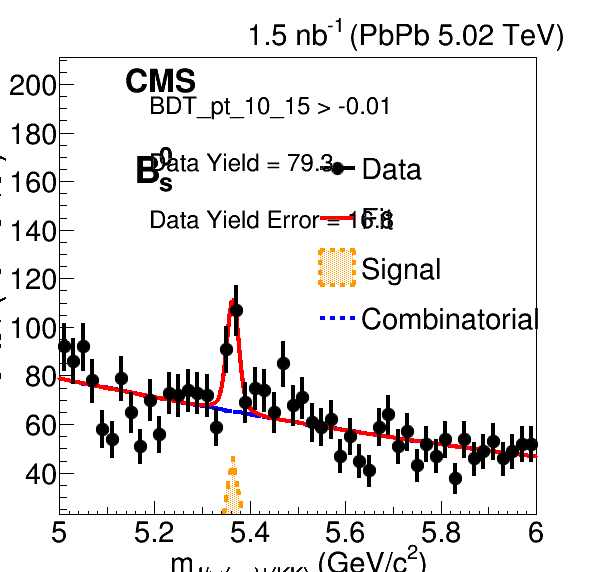 1.5 nb-1 (PbPb 5.02 TeV)
CMS
BDT_pt_10_15 > -0.01
B0s
Data Yield = 79.3
Data
Data Yield Error = 16.8
Fit
Signal
Combinatorial
200
180
160
140
120
100
80
60
40
5 5.2 5.4 5.6 5.8 6
(GeV/c2)